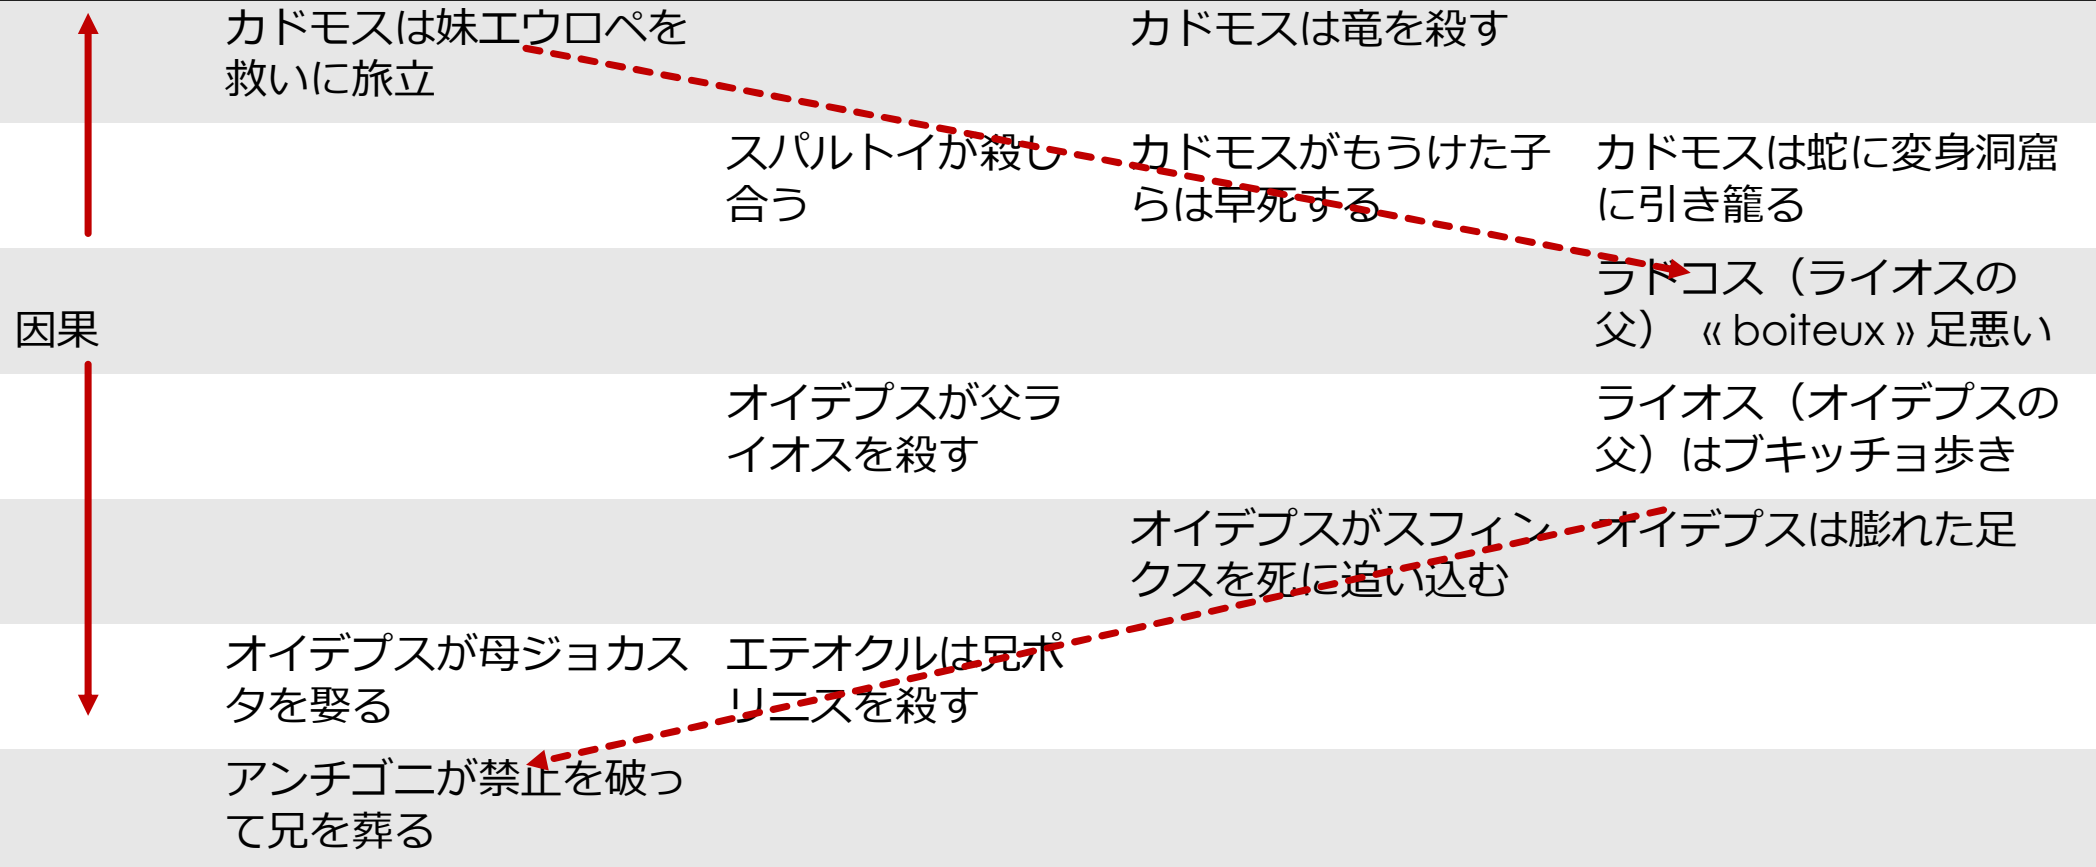 カドモスは妹エウロペを
救いに旅立
カドモスは竜を殺す
スパルトイが殺し
合う
カドモスがもうけた子
らは早死する
カドモスは蛇に変身洞窟
に引き籠る
因果
ラドコス（ライオスの
父） « boiteux » 足悪い
オイデプスが父ラ
イオスを殺す
ライオス（オイデプスの
父）はブキッチョ歩き
オイデプスがスフィン
クスを死に追い込む
オイデプスは膨れた足
オイデプスが母ジョカス
タを娶る
エテオクルは兄ポ
リニスを殺す
アンチゴニが禁止を破っ
て兄を葬る